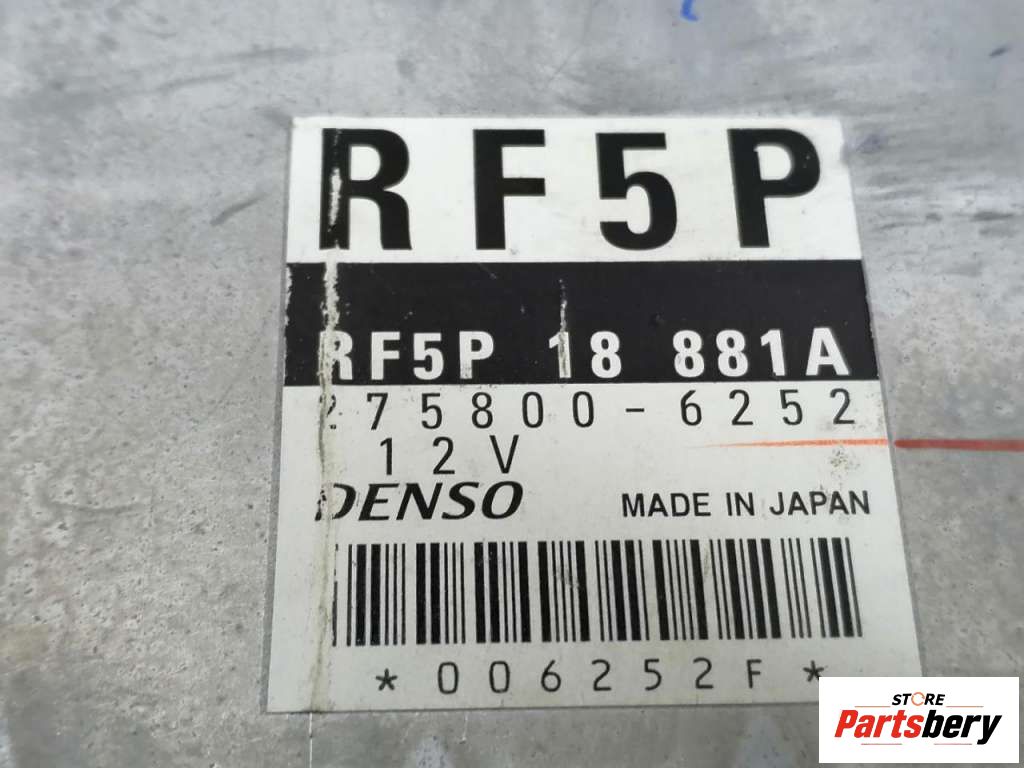 RF5P
RF5P 18 881A
275800-6252
12V
DENSO
MADE IN JAPAN
*006252F*
STORE
Partsbery